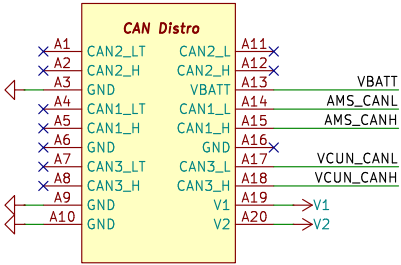 CAN Distro
A1 CAN2_LT CAN2_L A11
A2 CAN2_H CAN2_H A12
A3 GND VBATT A13 VBATT
A4 CAN1_LT CAN1_L A14 AMS_CANL
A5 CAN1_H CAN1_H A15 AMS_CANH
A6 GND GND A16
A7 CAN3_LT CAN3_L A17 VCUN_CANL
A8 CAN3_H CAN3_H A18 VCUN_CANH
A9 GND V1 A19 V1
A10 GND V2 A20 V2